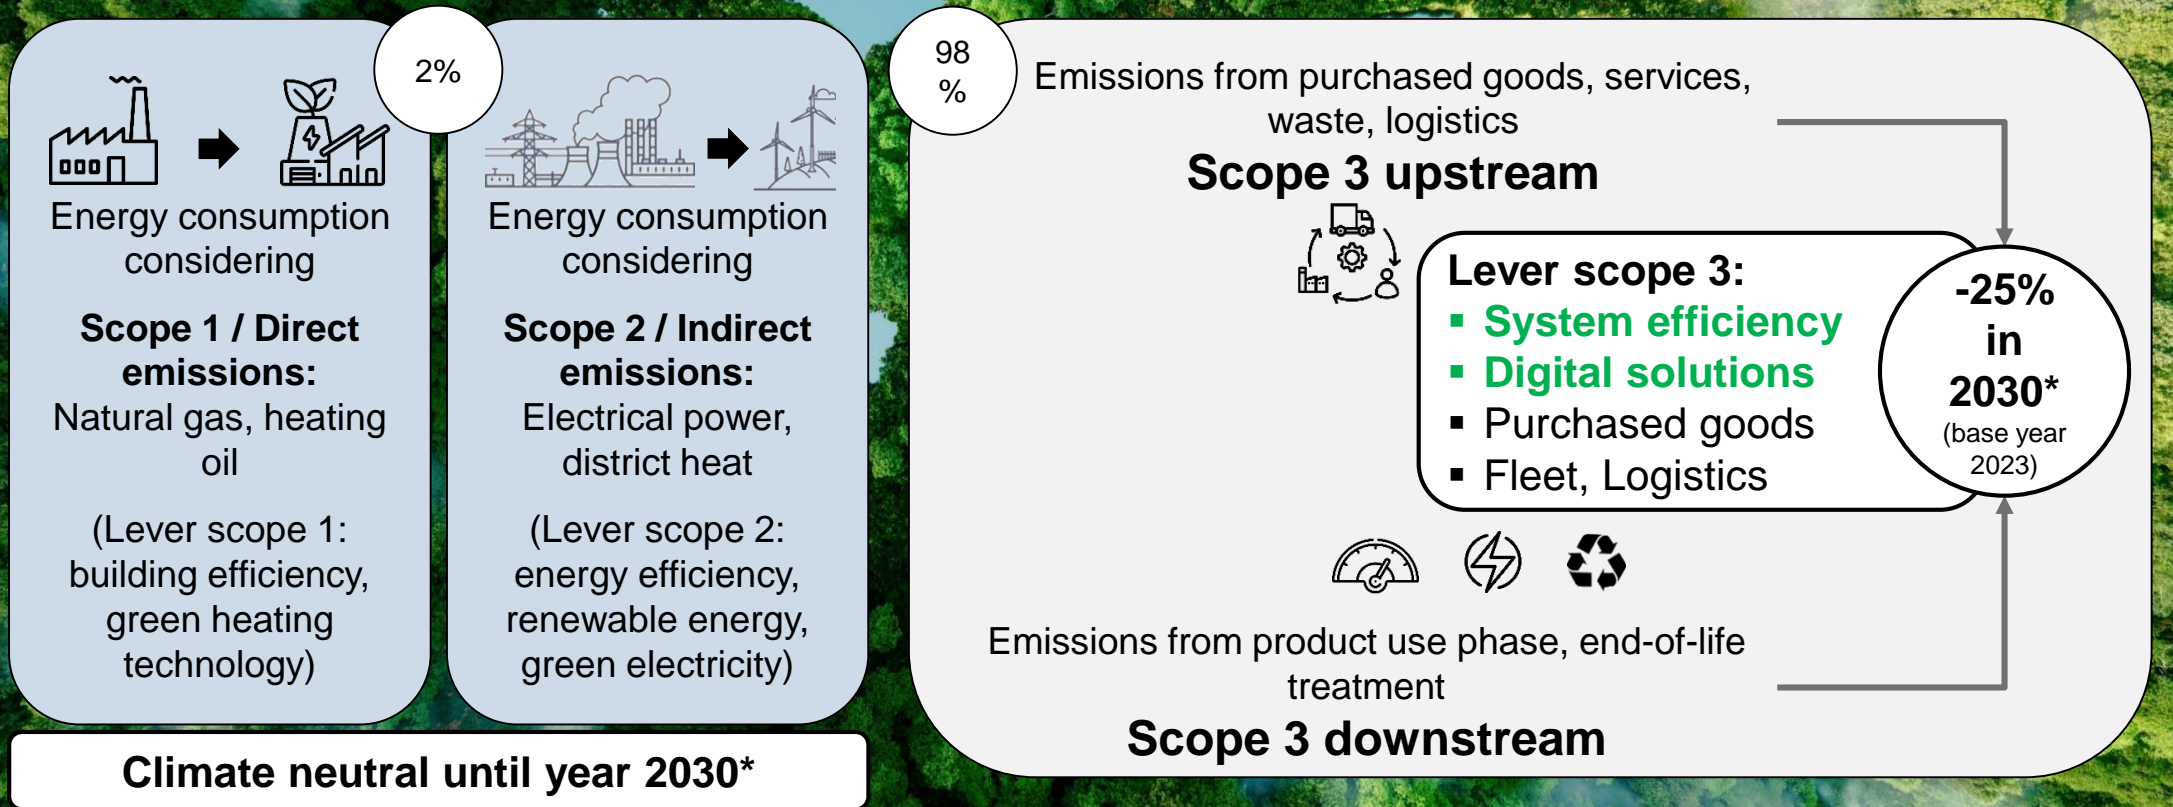 2%
Energy consumption
considering
Scope 1 / Direct
emissions:
Natural gas, heating
oil
(Lever scope 1:
building efficiency,
green heating
technology)
Energy consumption
considering
Scope 2 / Indirect
emissions:
Electrical power,
district heat
(Lever scope 2:
energy efficiency,
renewable energy,
green electricity)
Climate neutral until year 2030*
98
%
Emissions from purchased goods, services,
waste, logistics
Scope 3 upstream
Lever scope 3:
▪ System efficiency
▪ Digital solutions
▪ Purchased goods
▪ Fleet, Logistics
-25%
in
2030*
(base year
2023)
Emissions from product use phase, end-of-life
treatment
Scope 3 downstream